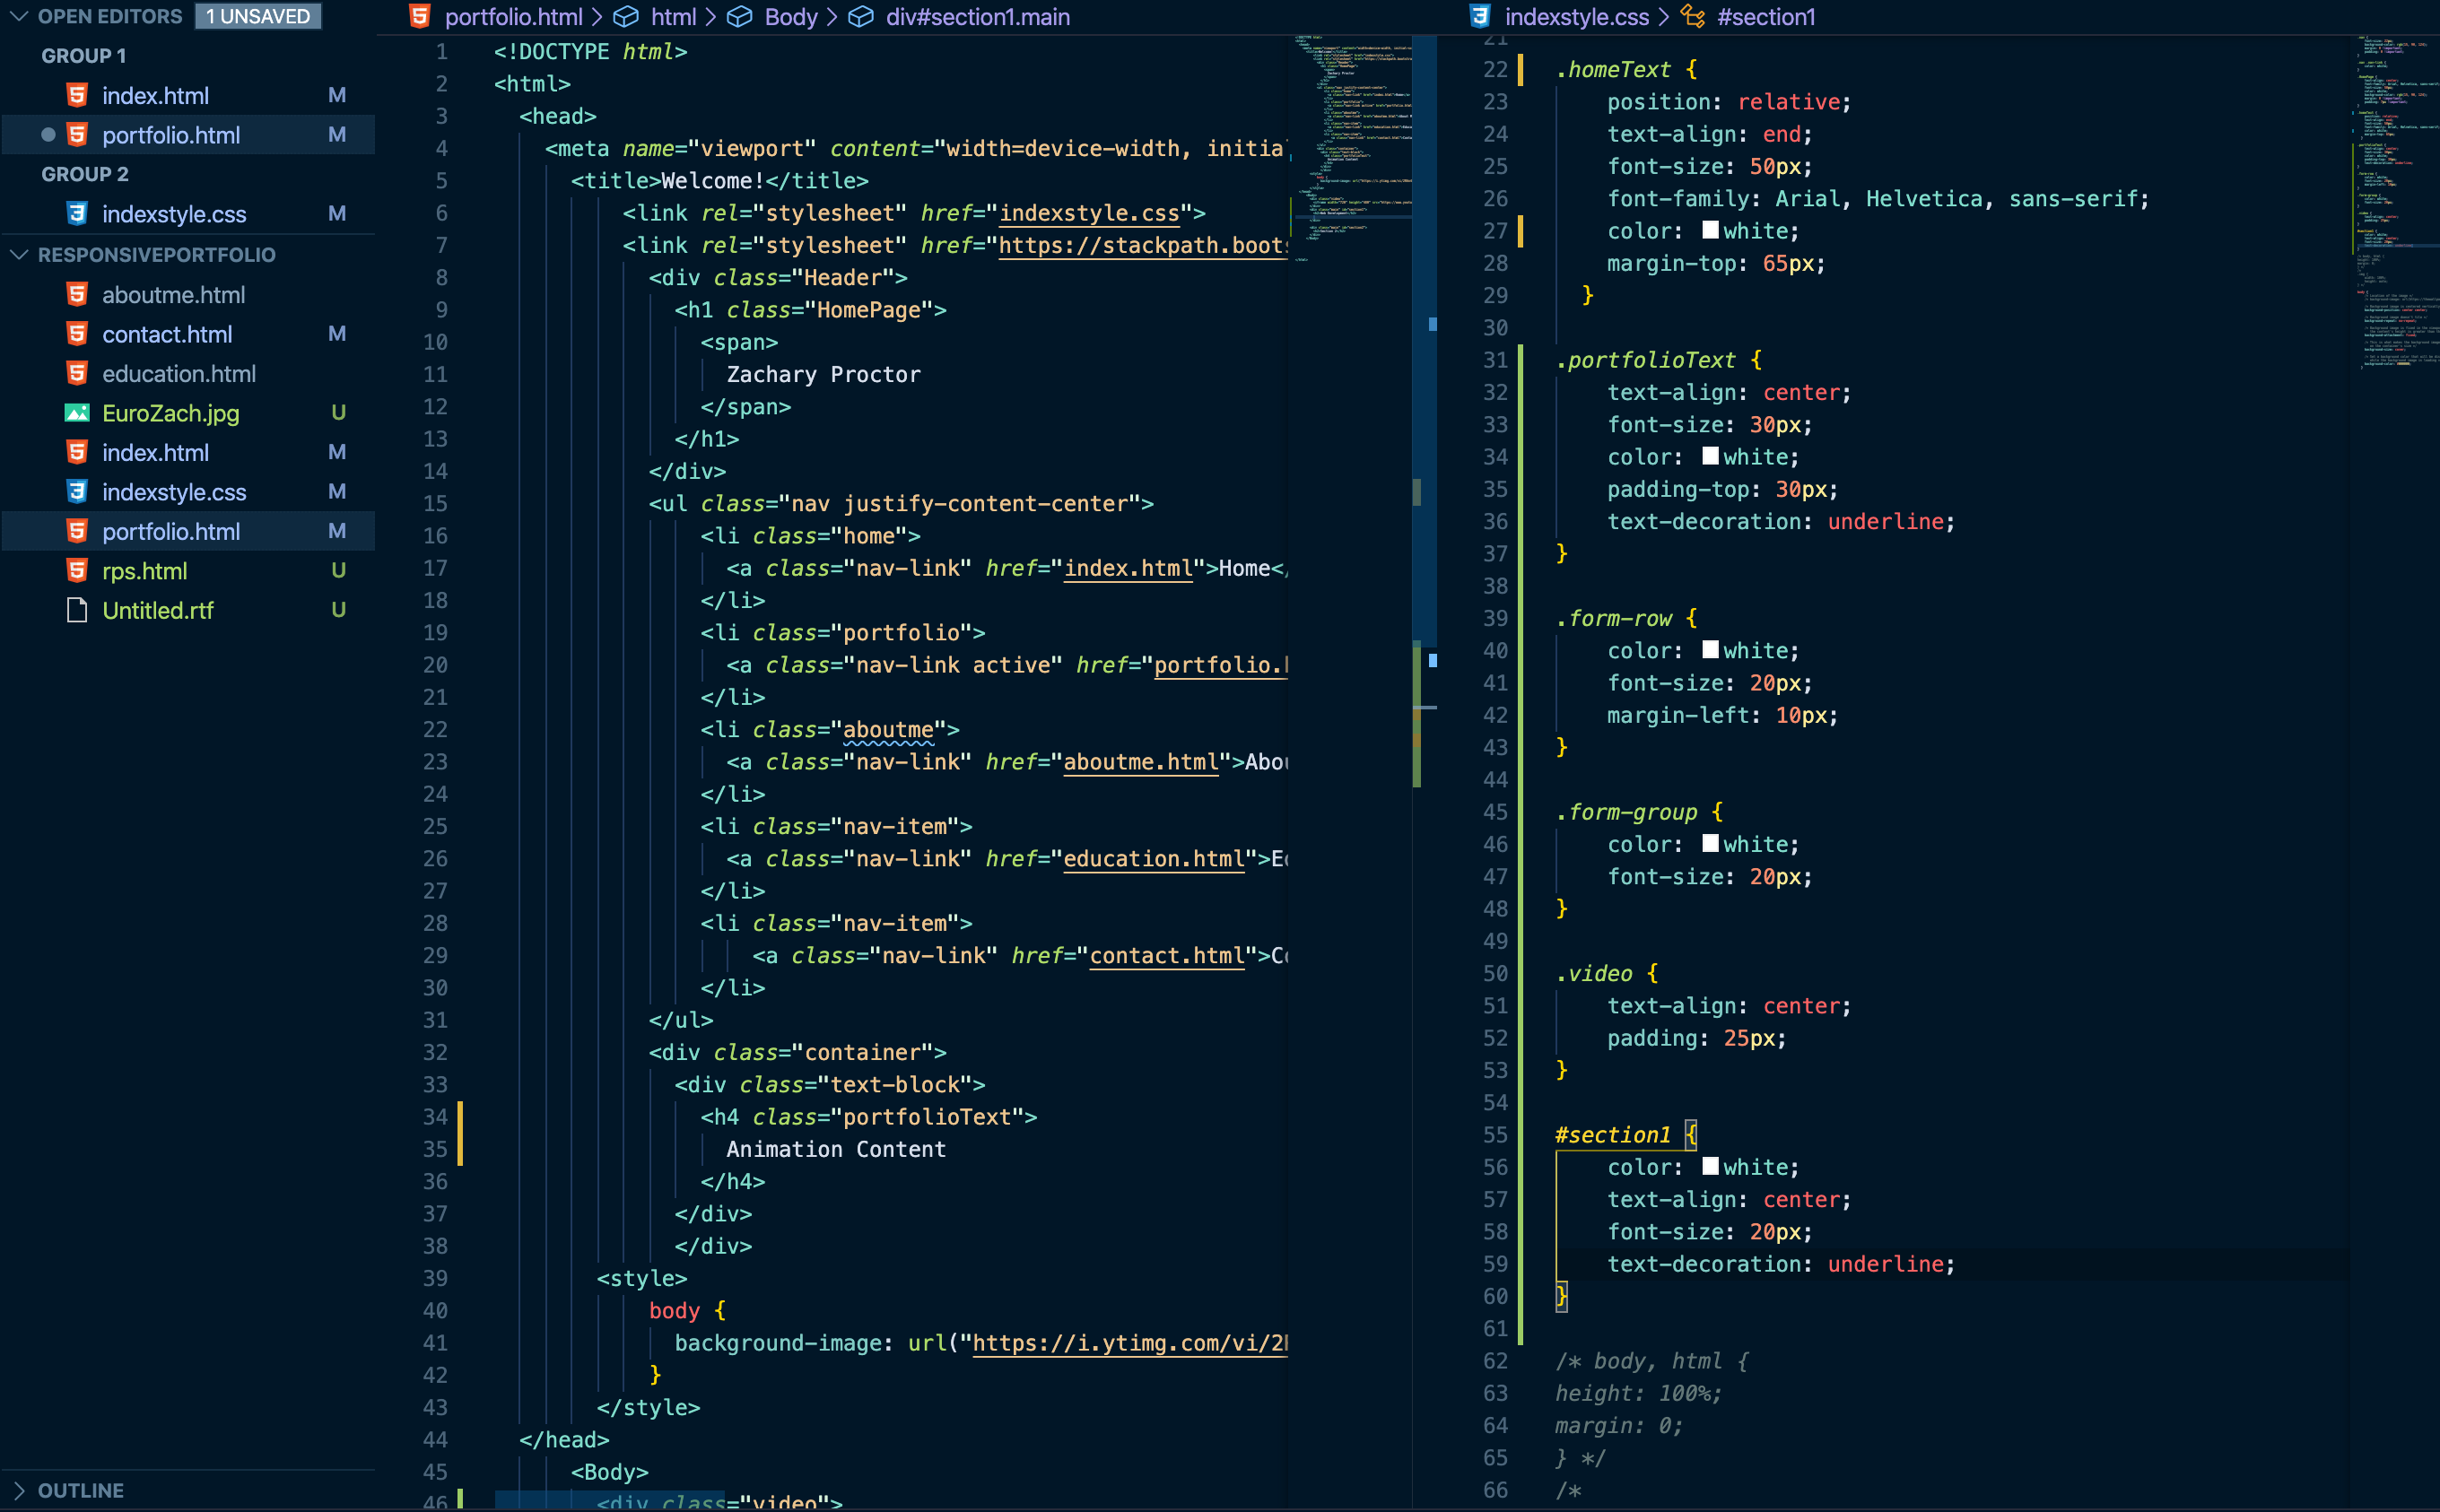 OPEN EDITORS 1 UNSAVED
GROUP 1
index.html M
portfolio.html M
GROUP 2
indexstyle.css M
RESPONSIVEPORTFOLIO
aboutme.html
contact.html M
education.html
EuroZach.jpg U
index.html M
indexstyle.css M
portfolio.html M
rps.html U
Untitled.rtf U
OUTLINE
portfolio.html > html > Body > div#section1.main
1 <!DOCTYPE html>
2 <html>
3 <head>
4 <meta name="viewport" content="width=device-width, initia
5 <title>Welcome!</title>
6 <link rel="stylesheet" href="indexstyle.css">
7 <link rel="stylesheet" href="https://stackpath.boots
8 <div class="Header">
9 <h1 class="HomePage">
10 <span>
11 Zachary Proctor
12 </span>
13 </h1>
14 </div>
15 <ul class="nav justify-content-center">
16 <li class="home">
17 <a class="nav-link" href="index.html">Home</
18 </li>
19 <li class="portfolio">
20 <a class="nav-link active" href="portfolio.
21 </li>
22 <li class="aboutme">
23 <a class="nav-link" href="aboutme.html">Abou
24 </li>
25 <li class="nav-item">
26 <a class="nav-link" href="education.html">Ed
27 </li>
28 <li class="nav-item">
29 <a class="nav-link" href="contact.html">Co
30 </li>
31 </ul>
32 <div class="container">
33 <div class="text-block">
34 <h4 class="portfolioText">
35 Animation Content
36 </h4>
37 </div>
38 </div>
39 <style>
40 body {
41 background-image: url("https://i.ytimg.com/vi/2
42 }
43 </style>
44 </head>
45 <Body>
46 <div class="video">
indexstyle.css > #section1
21
22 .homeText {
23 position: relative;
24 text-align: end;
25 font-size: 50px;
26 font-family: Arial, Helvetica, sans-serif;
27 color: white;
28 margin-top: 65px;
29 }
30
31 .portfolioText {
32 text-align: center;
33 font-size: 30px;
34 color: white;
35 padding-top: 30px;
36 text-decoration: underline;
37 }
38
39 .form-row {
40 color: white;
41 font-size: 20px;
42 margin-left: 10px;
43 }
44
45 .form-group {
46 color: white;
47 font-size: 20px;
48 }
49
50 .video {
51 text-align: center;
52 padding: 25px;
53 }
54
55 #section1 {
56 color: white;
57 text-align: center;
58 font-size: 20px;
59 text-decoration: underline;
60 }
61
62 /* body, html {
63 height: 100%;
64 margin: 0;
65 } */
66 /*